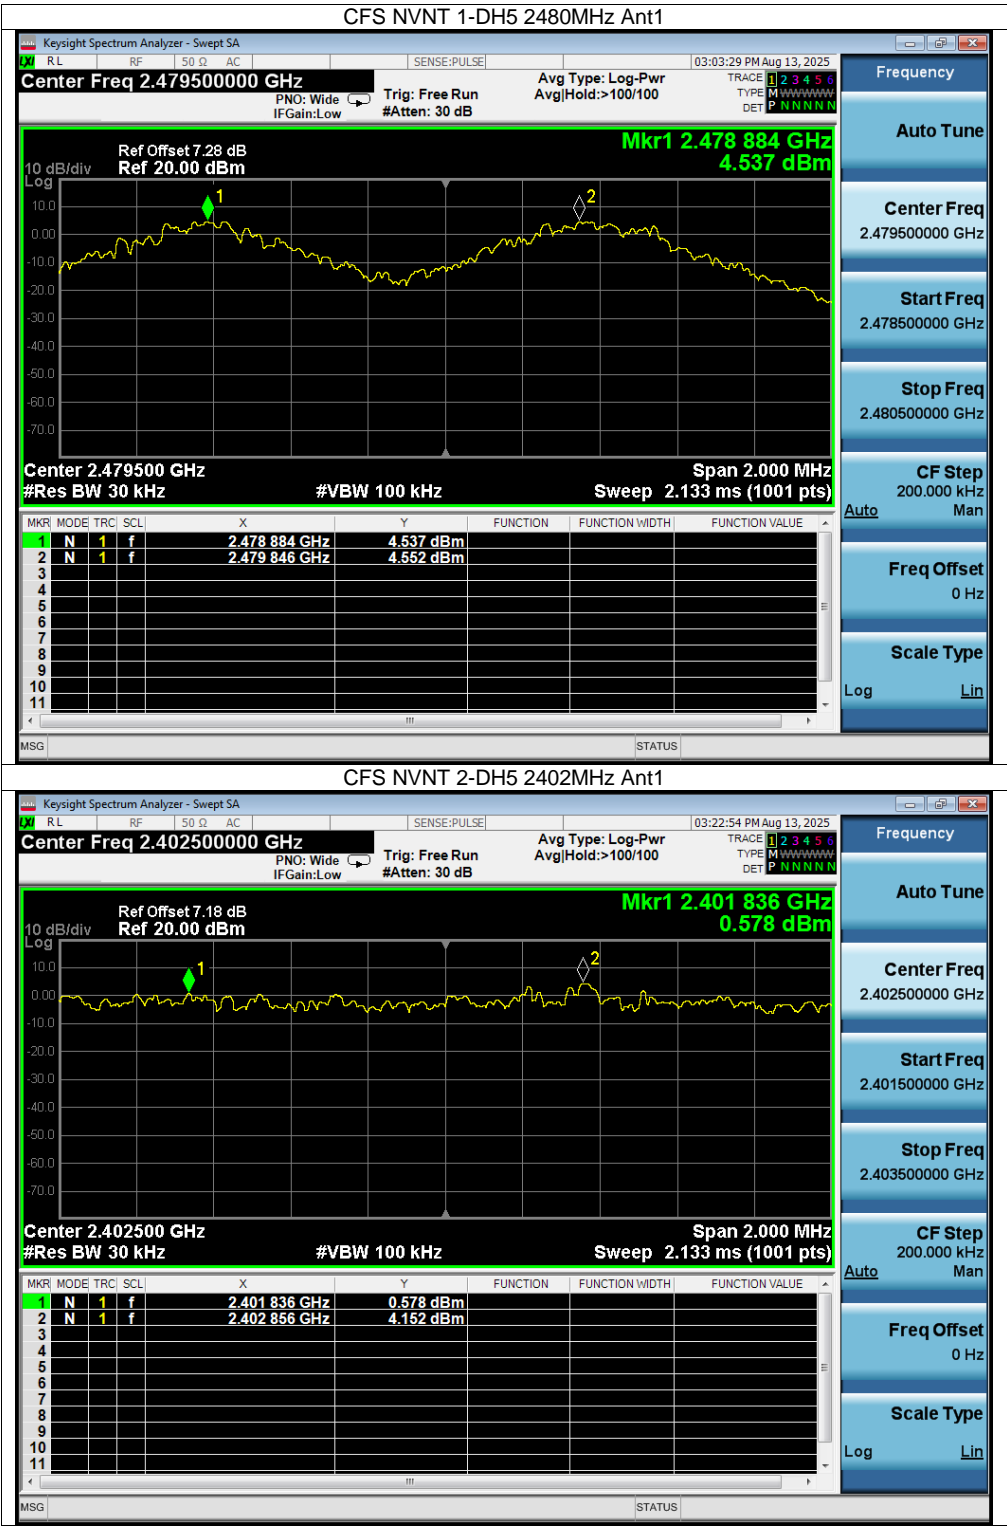 CFS NVNT 1-DH5 2480MHz Ant1
Keysight Spectrum Analyzer - Swept SA
LXI RL RF 50 Ω AC SENSE:PULSE 03:03:29 PM Aug 13, 2025
Center Freq 2.479500000 GHz
PNO: Wide
IFGain:Low
Trig: Free Run
#Atten: 30 dB
Avg Type: Log-Pwr
Avg|Hold:>100/100
TRACE 1 2 3 4 5 6
TYPE M W W W W W
DET P N N N N N
Mkr1 2.478 884 GHz
4.537 dBm
Ref Offset 7.28 dB
10 dB/div Ref 20.00 dBm
Log
10.0
0.00
-10.0
-20.0
-30.0
-40.0
-50.0
-60.0
-70.0
1
2
Center 2.479500 GHz Span 2.000 MHz
#Res BW 30 kHz #VBW 100 kHz Sweep 2.133 ms (1001 pts)
MKR MODE TRC SCL X Y FUNCTION FUNCTION WIDTH FUNCTION VALUE
1 N 1 f 2.478 884 GHz 4.537 dBm
2 N 1 f 2.479 846 GHz 4.552 dBm
3
4
5
6
7
8
9
10
11
MSG STATUS
Frequency
Auto Tune
Center Freq
2.479500000 GHz
Start Freq
2.478500000 GHz
Stop Freq
2.480500000 GHz
CF Step
200.000 kHz
Auto Man
Freq Offset
0 Hz
Scale Type
Log Lin
CFS NVNT 2-DH5 2402MHz Ant1
Keysight Spectrum Analyzer - Swept SA
LXI RL RF 50 Ω AC SENSE:PULSE 03:22:54 PM Aug 13, 2025
Center Freq 2.402500000 GHz
PNO: Wide
IFGain:Low
Trig: Free Run
#Atten: 30 dB
Avg Type: Log-Pwr
Avg|Hold:>100/100
TRACE 1 2 3 4 5 6
TYPE M W W W W W
DET P N N N N N
Mkr1 2.401 836 GHz
0.578 dBm
Ref Offset 7.18 dB
10 dB/div Ref 20.00 dBm
Log
10.0
0.00
-10.0
-20.0
-30.0
-40.0
-50.0
-60.0
-70.0
1
2
Center 2.402500 GHz Span 2.000 MHz
#Res BW 30 kHz #VBW 100 kHz Sweep 2.133 ms (1001 pts)
MKR MODE TRC SCL X Y FUNCTION FUNCTION WIDTH FUNCTION VALUE
1 N 1 f 2.401 836 GHz 0.578 dBm
2 N 1 f 2.402 856 GHz 4.152 dBm
3
4
5
6
7
8
9
10
11
MSG STATUS
Frequency
Auto Tune
Center Freq
2.402500000 GHz
Start Freq
2.401500000 GHz
Stop Freq
2.403500000 GHz
CF Step
200.000 kHz
Auto Man
Freq Offset
0 Hz
Scale Type
Log Lin